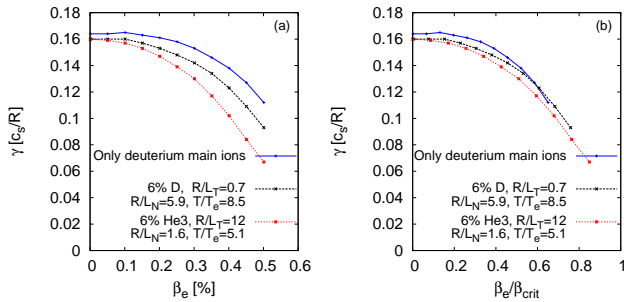 (a)
γ [c_s/R]
0.18
0.16
0.14
0.12
0.1
0.08
0.06
0.04
0.02
0
Only deuterium main ions
6% D, R/L_T=0.7
R/L_N=5.9, T/T_e=8.5
6% He3, R/L_T=12
R/L_N=1.6, T/T_e=5.1
0.0 0.1 0.2 0.3 0.4 0.5 0.6
β_e [%]
(b)
γ [c_s/R]
0.18
0.16
0.14
0.12
0.1
0.08
0.06
0.04
0.02
0
Only deuterium main ions
6% D, R/L_T=0.7
R/L_N=5.9, T/T_e=8.5
6% He3, R/L_T=12
R/L_N=1.6, T/T_e=5.1
0 0.2 0.4 0.6 0.8 1
β_e/β_crit